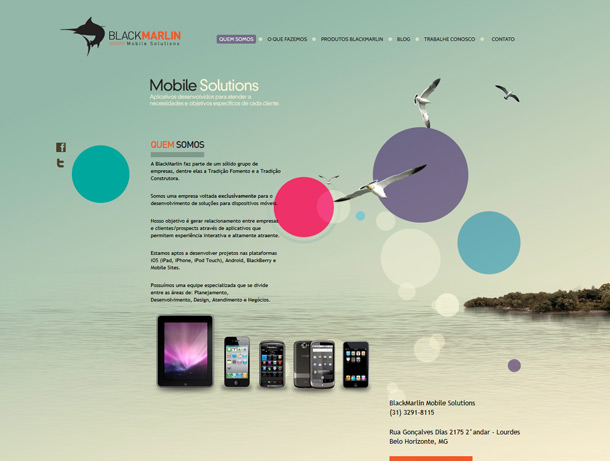 BLACKMARLIN
Mobile Solutions
QUEM SOMOS
O QUE FAZEMOS
PRODUTOS BLACKMARLIN
BLOG
TRABALHE CONOSCO
CONTATO
Mobile Solutions
Aplicativos desenvolvidos para atender a
necessidades e objetivos específicos de cada cliente.
QUEM SOMOS
A BlackMarlin faz parte de um sólido grupo de
empresas, dentre elas a Tradição Fomento e a Tradição
Construtora.
Somos uma empresa voltada exclusivamente para o
desenvolvimento de soluções para dispositivos móveis.
Nosso objetivo é gerar relacionamento entre empresas
e clientes/prospects através de aplicativos que
permitem experiência interativa e altamente atraente.
Estamos aptos a desenvolver projetos nas plataformas
iOS (iPad, iPhone, iPod Touch), Android, BlackBerry e
Mobile Sites.
Possuímos uma equipe especializada que se divide
entre as áreas de: Planejamento,
Desenvolvimento, Design, Atendimento e Negócios.
BlackMarlin Mobile Solutions
(31) 3291-8115
Rua Gonçalves Dias 2175 2°andar - Lourdes
Belo Horizonte, MG